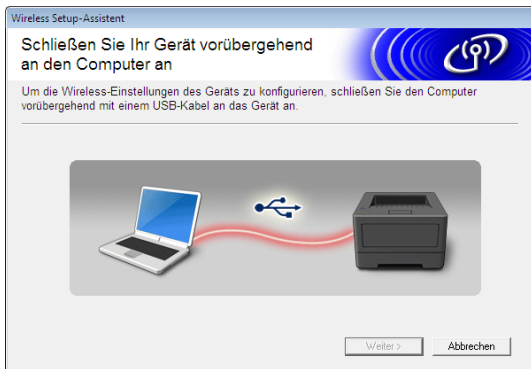 Wireless Setup-Assistent
Schließen Sie Ihr Gerät vorübergehend
an den Computer an
Um die Wireless-Einstellungen des Geräts zu konfigurieren, schließen Sie den Computer
vorübergehend mit einem USB-Kabel an das Gerät an.
Weiter >
Abbrechen